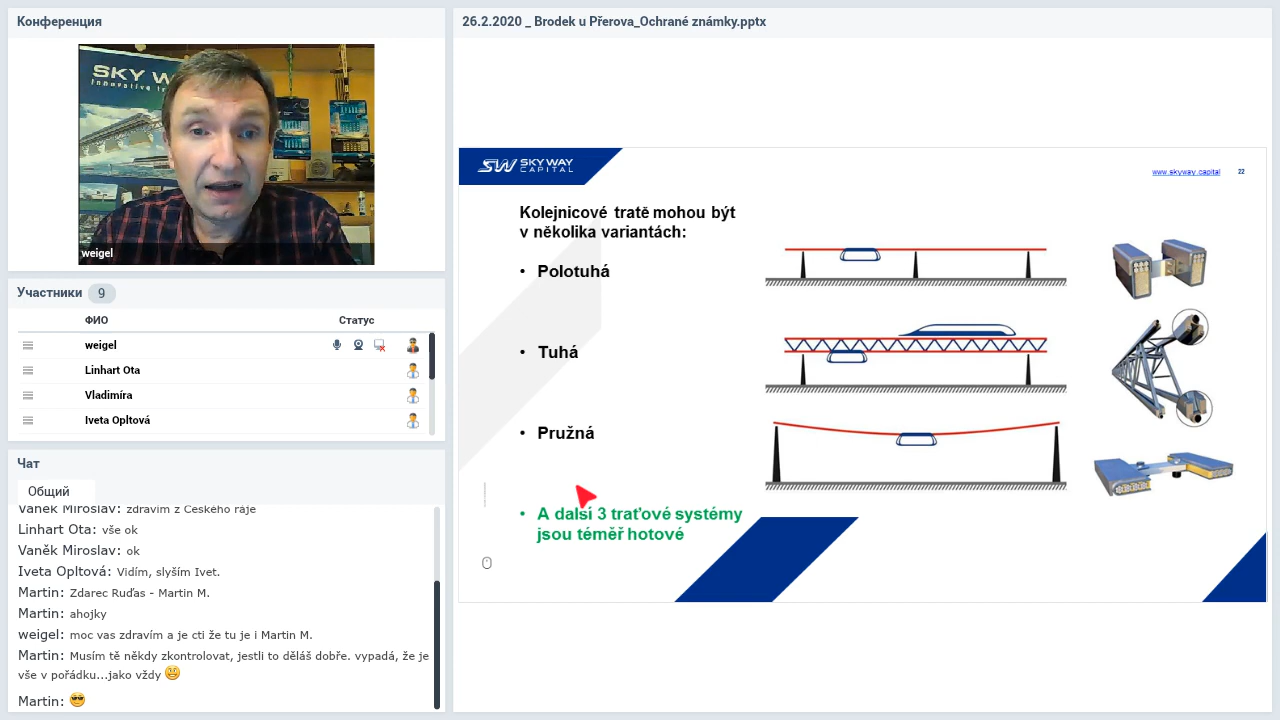 Конференция
SKY W
Innovative tr
weigel
Участники 9
ФИО Статус
weigel
Linhart Ota
Vladimíra
Iveta Opltová
Чат
Общий
Vaněk Miroslav: zdravím z Českého ráje
Linhart Ota: vše ok
Vaněk Miroslav: ok
Iveta Opltová: Vidím, slyším Ivet.
Martin: Zdarec Ruďas - Martin M.
Martin: ahojky
weigel: moc vas zdravím a je cti že tu je i Martin M.
Martin: Musím tě někdy zkontrolovat, jestli to děláš dobře. vypadá, že je
vše v pořádku...jako vždy
Martin:
26.2.2020 _ Brodek u Přerova_Ochrané známky.pptx
SW SKY WAY
CAPITAL
www.skyway.capital 22
Kolejnicové tratě mohou být
v několika variantách:
• Polotuhá
• Tuhá
• Pružná
• A další 3 traťové systémy
jsou téměř hotové